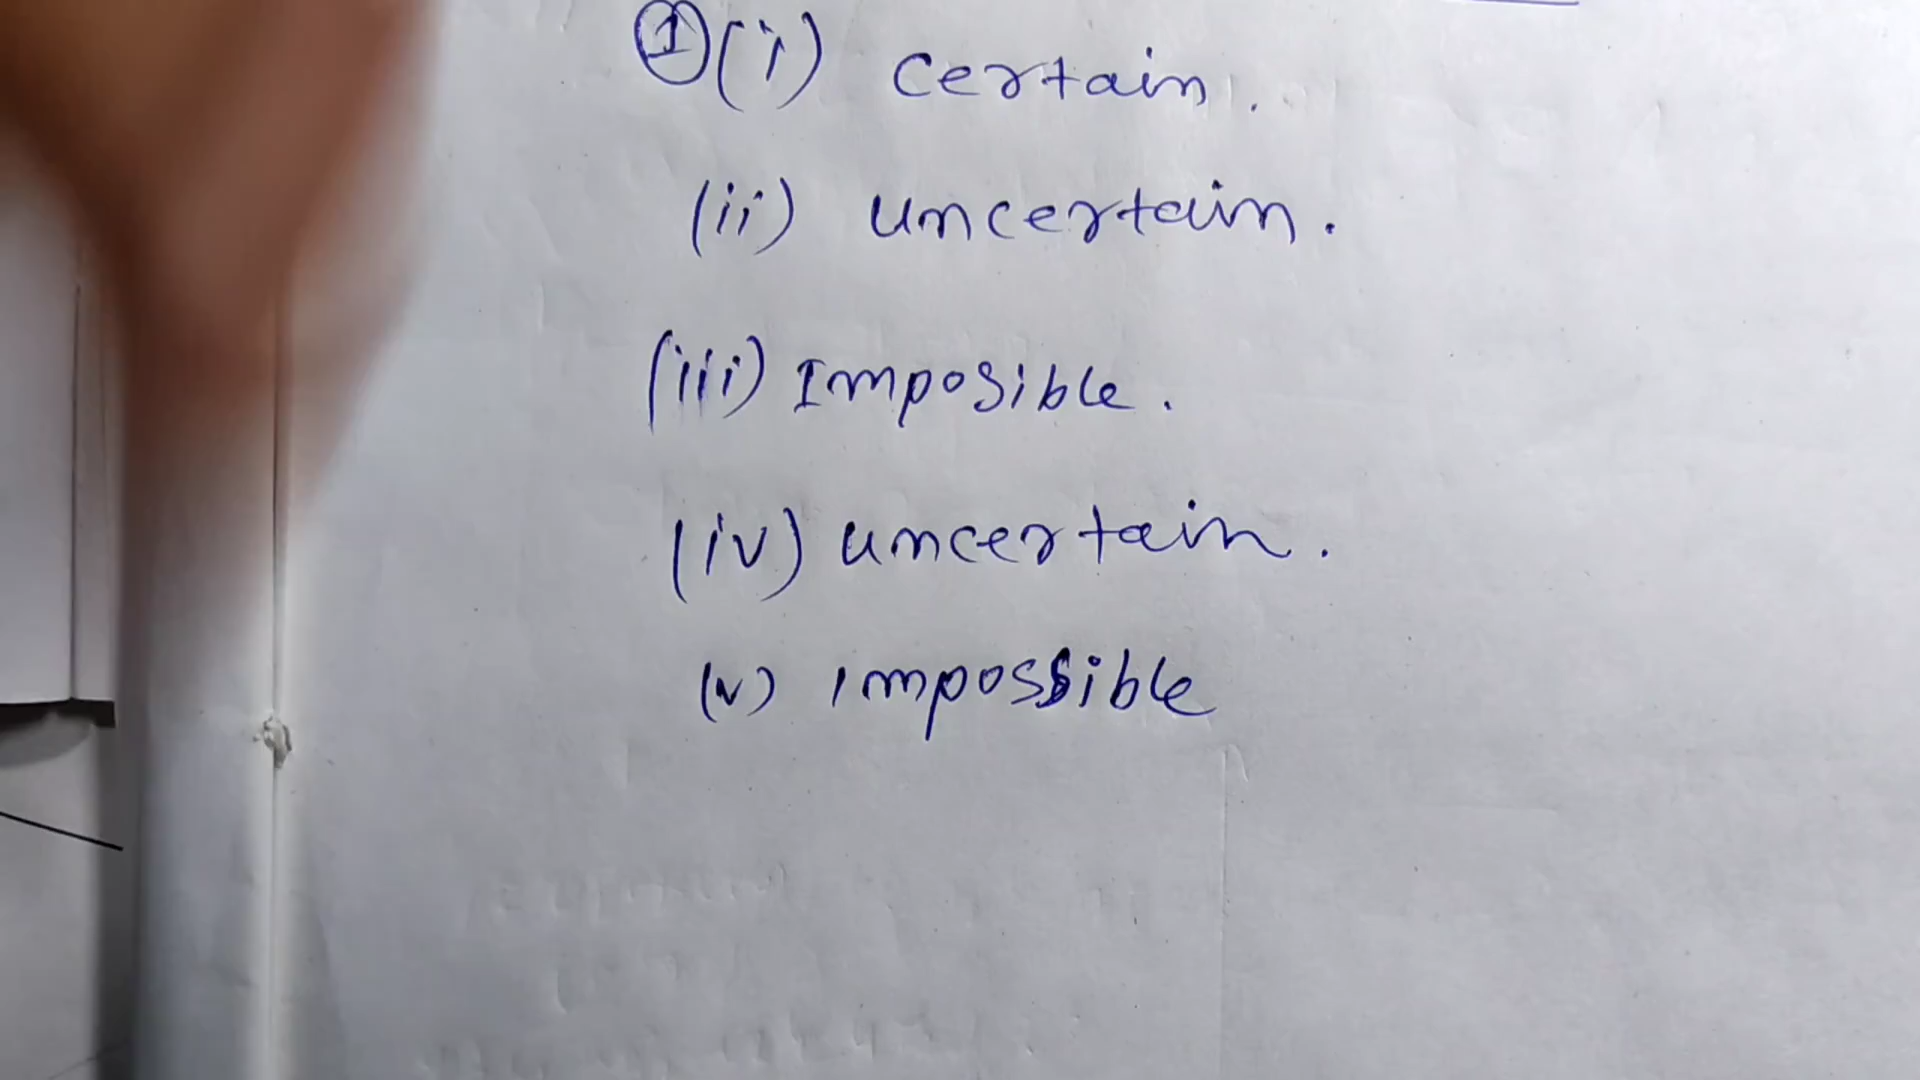 ① (i) certain.
(ii) uncertain.
(iii) Imposible.
(iv) uncertain.
(v) impossible